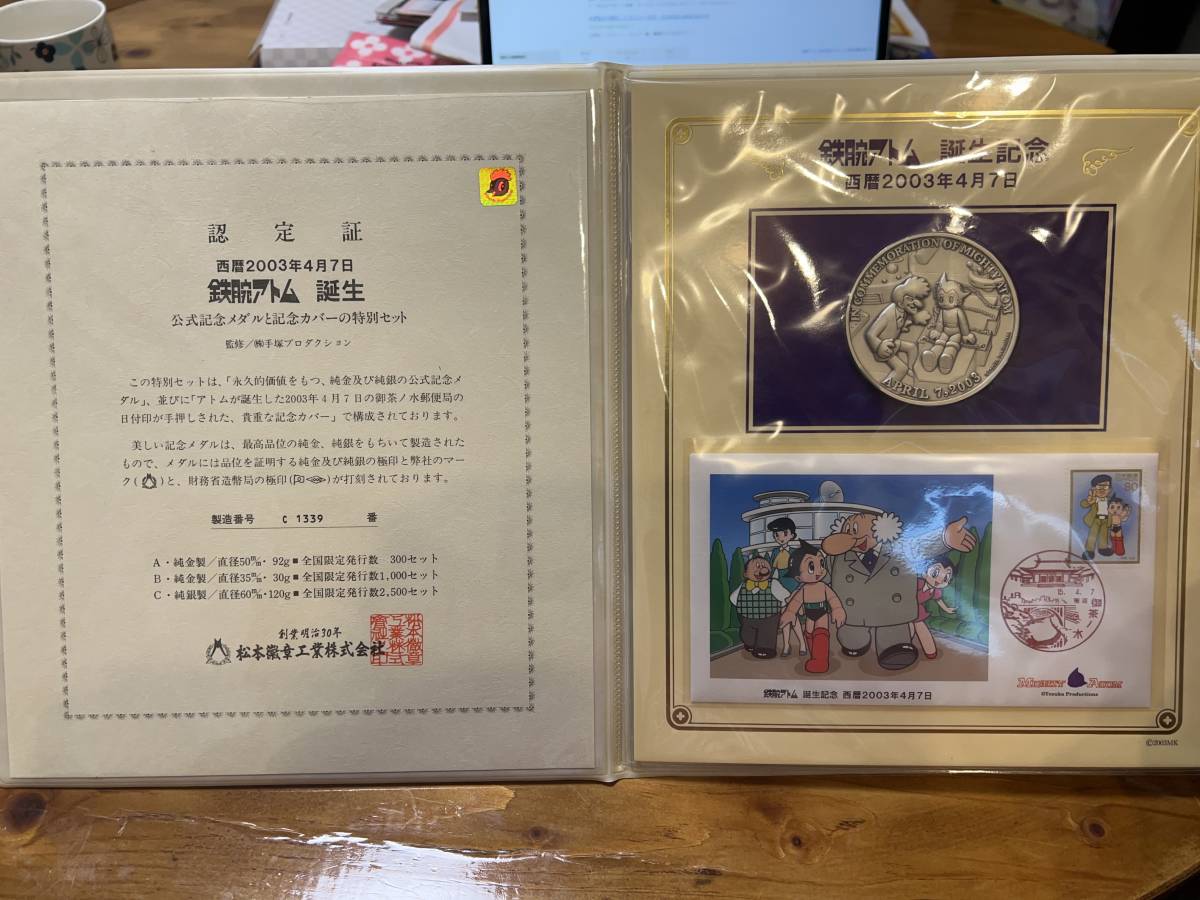 認定証
西暦2003年4月7日
鉄腕アトム 誕生
公式記念メダルと記念カバーの特別セット
監修／㈱手塚プロダクション
この特別セットは、「永久的価値をもつ、純金及び純銀の公式記念メ
ダル」、並びに「アトムが誕生した2003年4月7日の御茶ノ水郵便局の
日付印が手押しされた、貴重な記念カバー」で構成されております。
美しい記念メダルは、最高品位の純金、純銀をもちいて製造された
もので、メダルには品位を証明する純金及び純銀の極印と弊社のマー
ク( )と、財務省造幣局の極印( )が打刻されております。
製造番号 C 1339 番
A・純金製／直径50㎜・92g■全国限定発行数 300セット
B・純金製／直径35㎜・30g■全国限定発行数1,000セット
C・純銀製／直径60㎜・120g■全国限定発行数2,500セット
創業明治30年
松本徽章工業株式会社
鉄腕アトム 誕生記念
西暦2003年4月7日
IN COMMEMORATION OF MIGHTY ATOM
APRIL 7,2003
80
15.4.7
御茶ノ水
鉄腕アトム 誕生記念 西暦2003年4月7日
MIGHTY ATOM
©Tezuka Productions
©2003MK